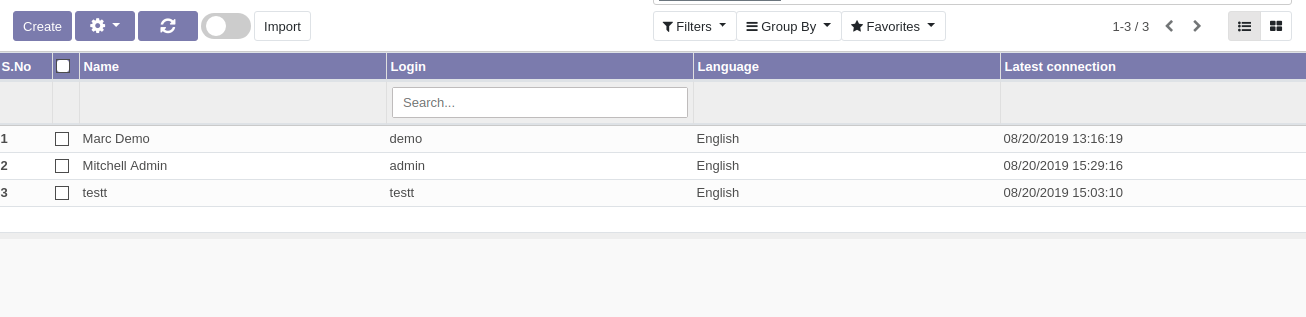 Create Import Filters Group By Favorites 1-3 / 3
S.No Name Login Language Latest connection
Search...
1 Marc Demo demo English 08/20/2019 13:16:19
2 Mitchell Admin admin English 08/20/2019 15:29:16
3 testt testt English 08/20/2019 15:03:10